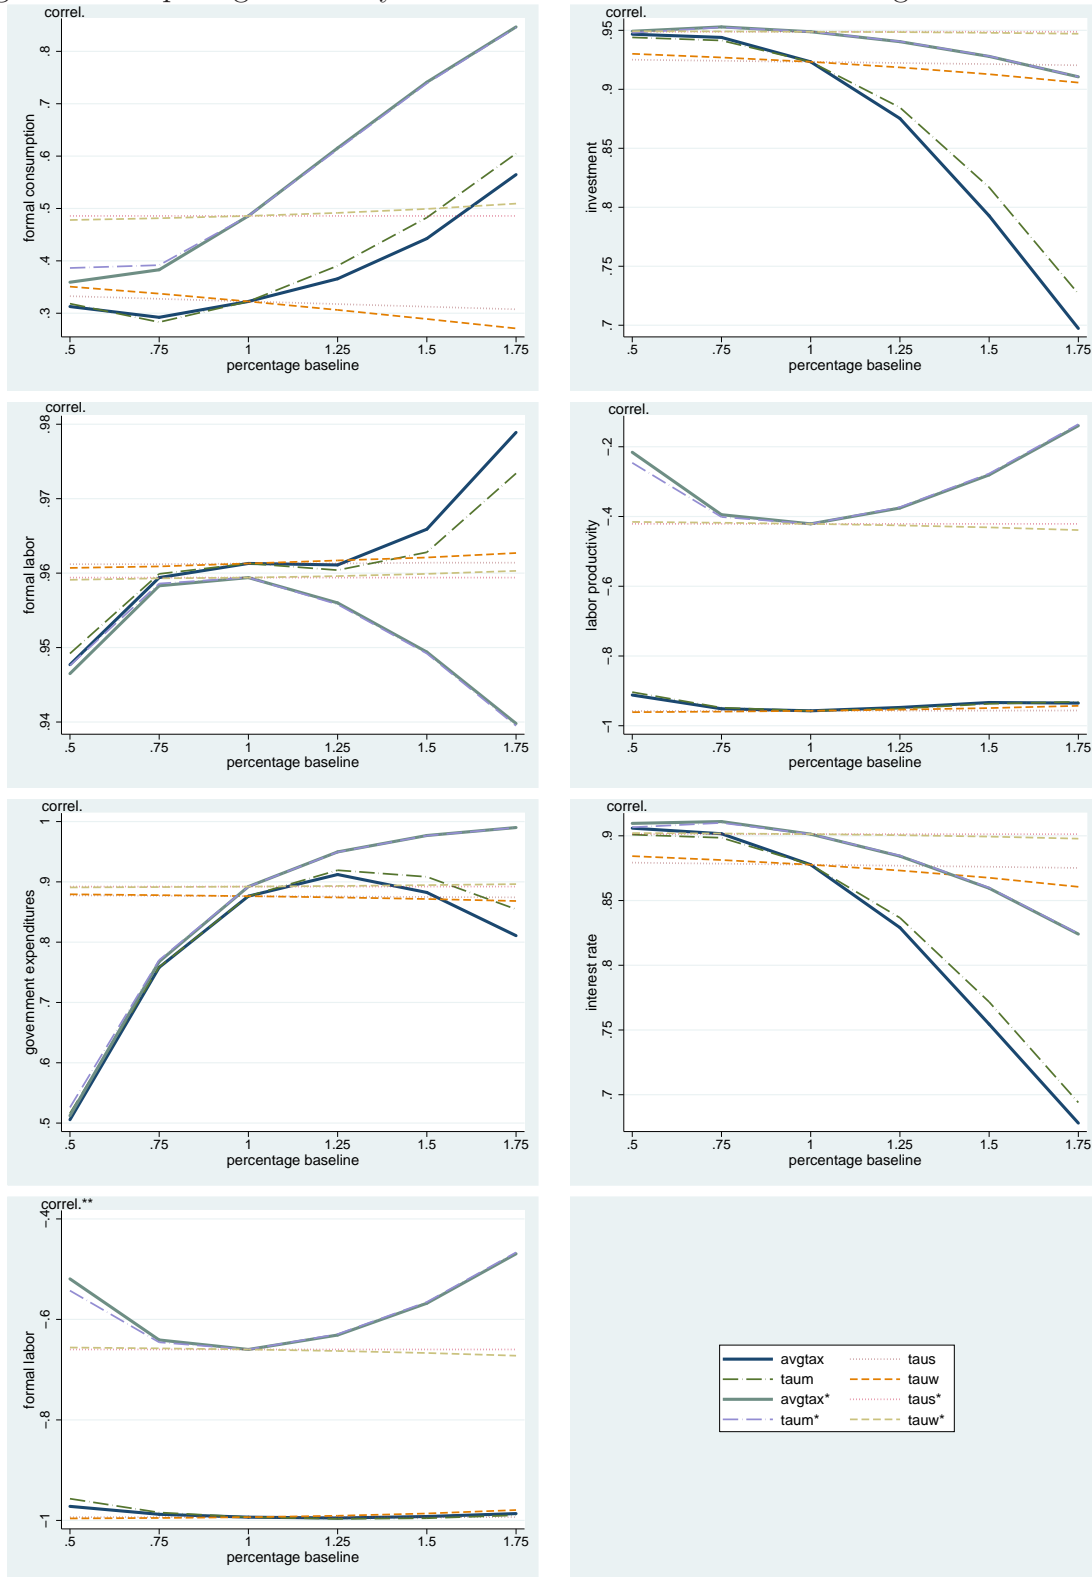 correl.
formal consumption
.8
.7
.6
.5
.4
.3
.5 .75 1 1.25 1.5 1.75
percentage baseline
correl.
investment
.95
.9
.85
.8
.75
.7
.5 .75 1 1.25 1.5 1.75
percentage baseline
correl.
formal labor
.98
.97
.96
.95
.94
.5 .75 1 1.25 1.5 1.75
percentage baseline
correl.
labor productivity
-.2
-.4
-.6
-.8
-1
.5 .75 1 1.25 1.5 1.75
percentage baseline
correl.
government expenditures
1
.9
.8
.7
.6
.5
.5 .75 1 1.25 1.5 1.75
percentage baseline
correl.
interest rate
.9
.85
.8
.75
.7
.5 .75 1 1.25 1.5 1.75
percentage baseline
correl.**
formal labor
-.4
-.6
-.8
-1
.5 .75 1 1.25 1.5 1.75
percentage baseline
avgtax taus
taum tauw
avgtax* taus*
taum* tauw*